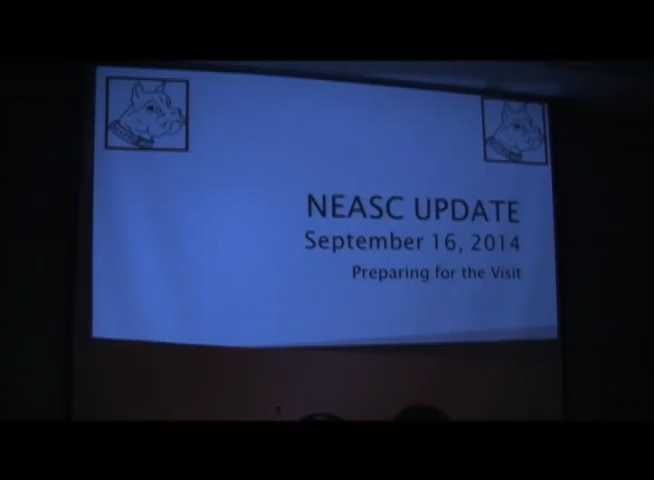 NEASC UPDATE
September 16, 2014
Preparing for the Visit